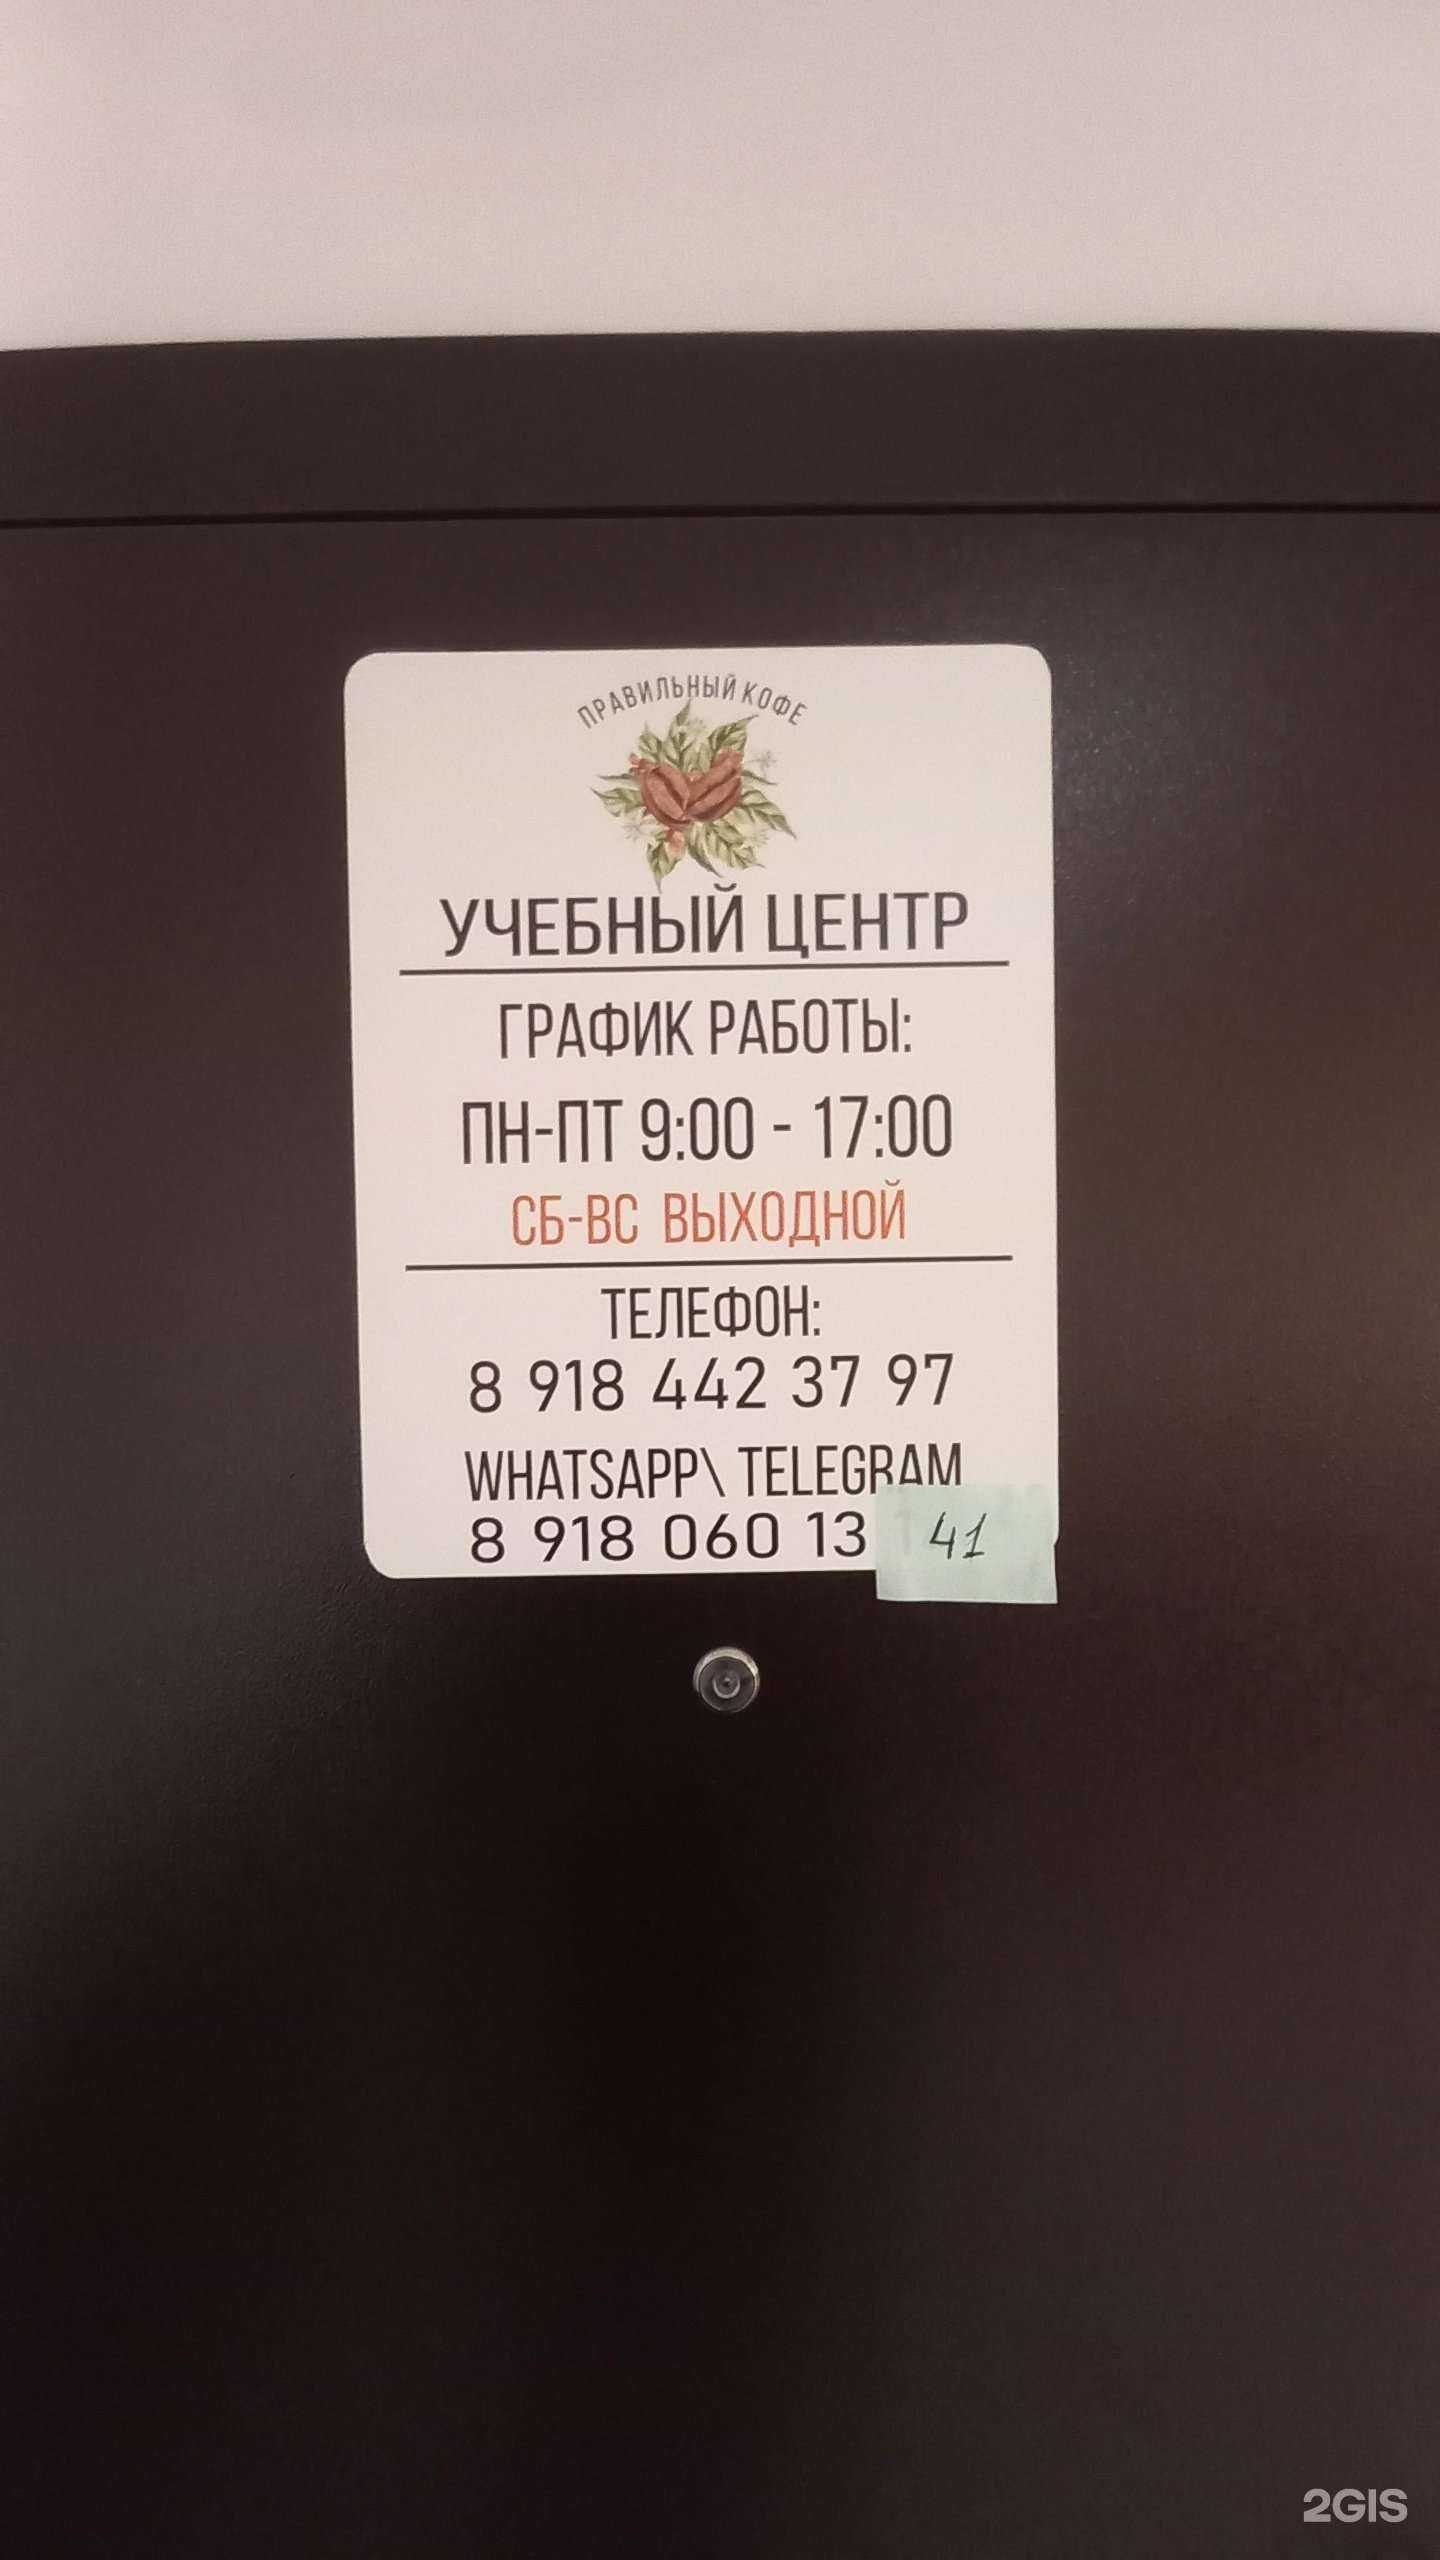 ПРАВИЛЬНЫЙ КОФЕ
УЧЕБНЫЙ ЦЕНТР
ГРАФИК РАБОТЫ:
ПН-ПТ 9:00 - 17:00
СБ-ВС ВЫХОДНОЙ
ТЕЛЕФОН:
8 918 442 37 97
WHATSAPP\ TELEGRAM
8 918 060 13 41
2GIS